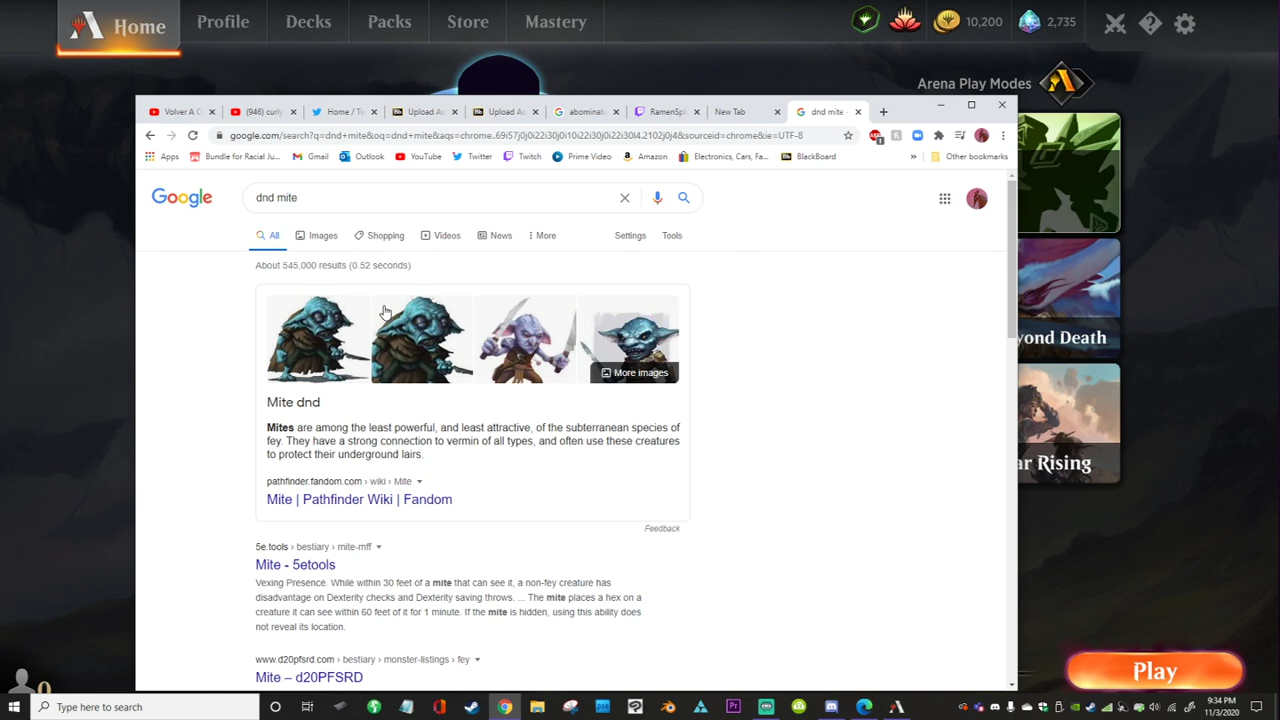 Home
Profile
Decks
Packs
Store
Mastery
10,200
2,735
Arena Play Modes
Volver A C
(946) curly
Home / Tw
Upload As
Upload As
abominati
RamenSpl
New Tab
dnd mite -
google.com/search?q=dnd+mite&oq=dnd+mite&aqs=chrome..69i57j0j0i22i30j0i10i22i30j0i22i30l4.2102j0j4&sourceid=chrome&ie=UTF-8
Apps
Bundle for Racial Ju...
Gmail
Outlook
YouTube
Twitter
Twitch
Prime Video
Amazon
Electronics, Cars, Fa...
BlackBoard
»
Other bookmarks
Google
dnd mite
All
Images
Shopping
Videos
News
More
Settings
Tools
About 545,000 results (0.52 seconds)
More images
Mite dnd
Mites are among the least powerful, and least attractive, of the subterranean species of
fey. They have a strong connection to vermin of all types, and often use these creatures
to protect their underground lairs.
pathfinder.fandom.com › wiki › Mite
Mite | Pathfinder Wiki | Fandom
Feedback
5e.tools › bestiary › mite-mff
Mite - 5etools
Vexing Presence. While within 30 feet of a mite that can see it, a non-fey creature has
disadvantage on Dexterity checks and Dexterity saving throws. ... The mite places a hex on a
creature it can see within 60 feet of it for 1 minute. If the mite is hidden, using this ability does
not reveal its location.
www.d20pfsrd.com › bestiary › monster-listings › fey
Mite – d20PFSRD
yond Death
ar Rising
Play
0
Type here to search
9:34 PM
11/3/2020